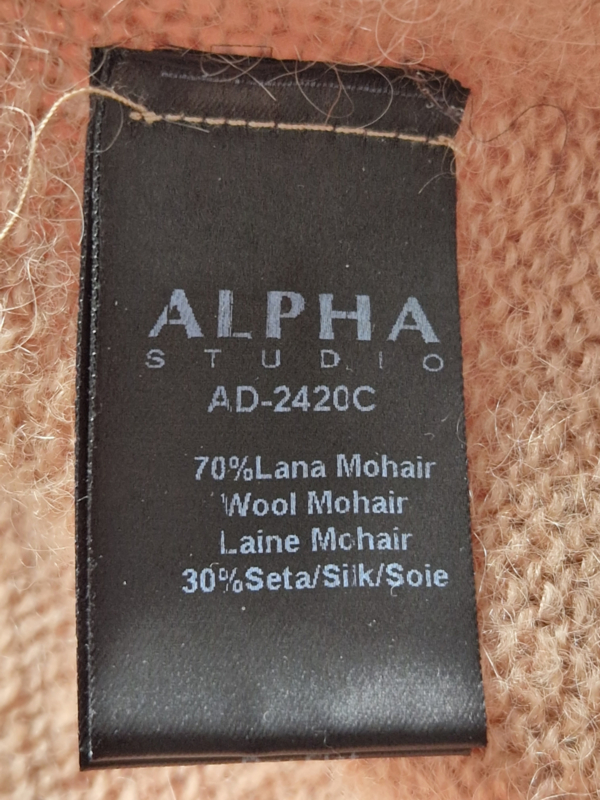 ALPHA
STUDIO
AD-2420C
70%Lana Mohair
Wool Mohair
Laine Mohair
30%Seta/Silk/Soie